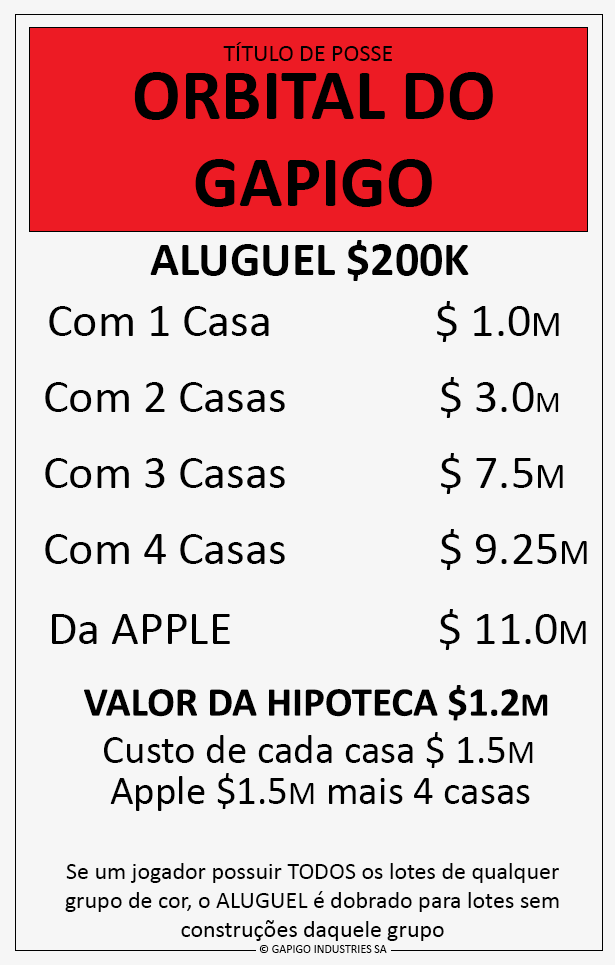 TÍTULO DE POSSE
ORBITAL DO
GAPIGO
ALUGUEL $200K
Com 1 Casa $ 1.0M
Com 2 Casas $ 3.0M
Com 3 Casas $ 7.5M
Com 4 Casas $ 9.25M
Da APPLE $ 11.0M
VALOR DA HIPOTECA $1.2M
Custo de cada casa $ 1.5M
Apple $1.5M mais 4 casas
Se um jogador possuir TODOS os lotes de qualquer
grupo de cor, o ALUGUEL é dobrado para lotes sem
construções daquele grupo
© GAPIGO INDUSTRIES SA